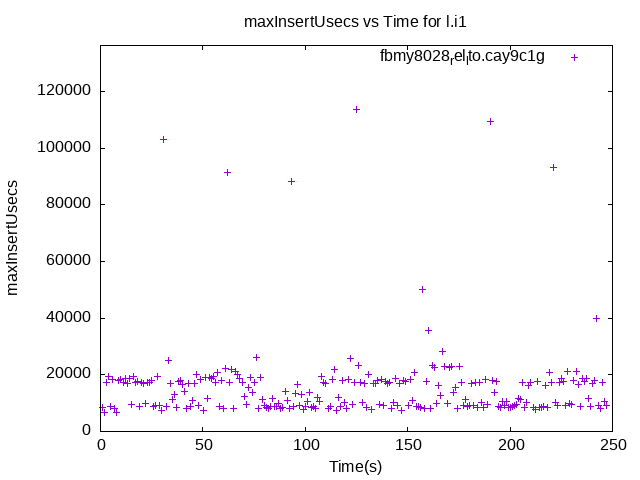 maxInsertUsecs vs Time for l.i1
fbmy8028rellto.cay9c1g
120000
100000
80000
60000
40000
20000
0
maxInsertUsecs
0 50 100 150 200 250
Time(s)